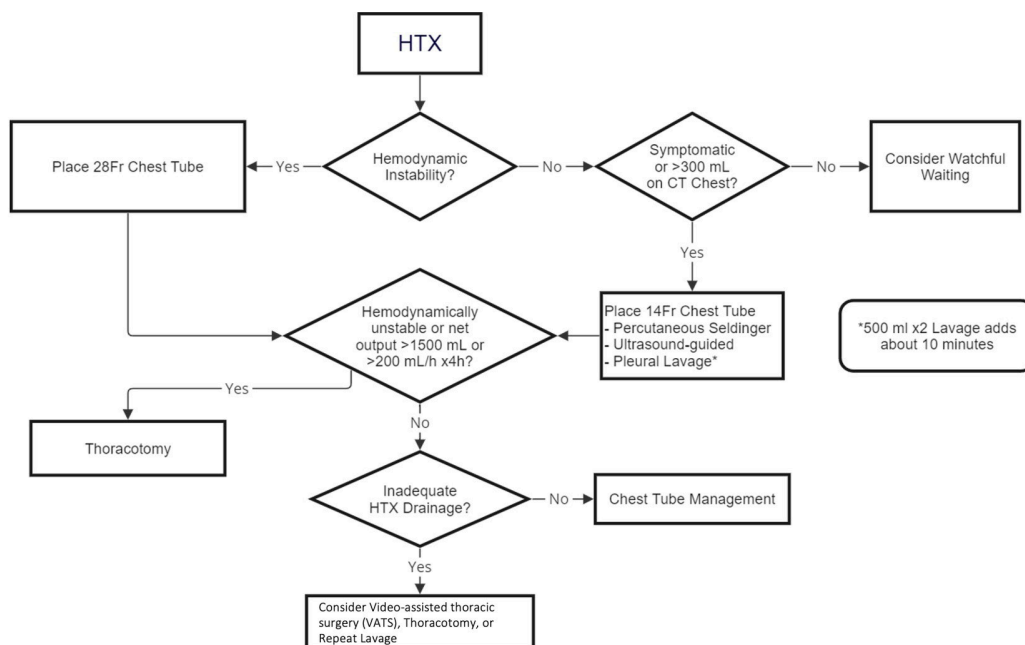 HTX
Place 28Fr Chest Tube
Yes
Hemodynamic
Instability?
No
Symptomatic
or >300 mL
on CT Chest?
No
Consider Watchful
Waiting
Yes
Hemodynamically
unstable or net
output >1500 mL or
>200 mL/h x4h?
Place 14Fr Chest Tube
- Percutaneous Seldinger
- Ultrasound-guided
- Pleural Lavage*
*500 ml x2 Lavage adds
about 10 minutes
Yes
Thoracotomy
No
Inadequate
HTX Drainage?
No
Chest Tube Management
Yes
Consider Video-assisted thoracic
surgery (VATS), Thoracotomy, or
Repeat Lavage